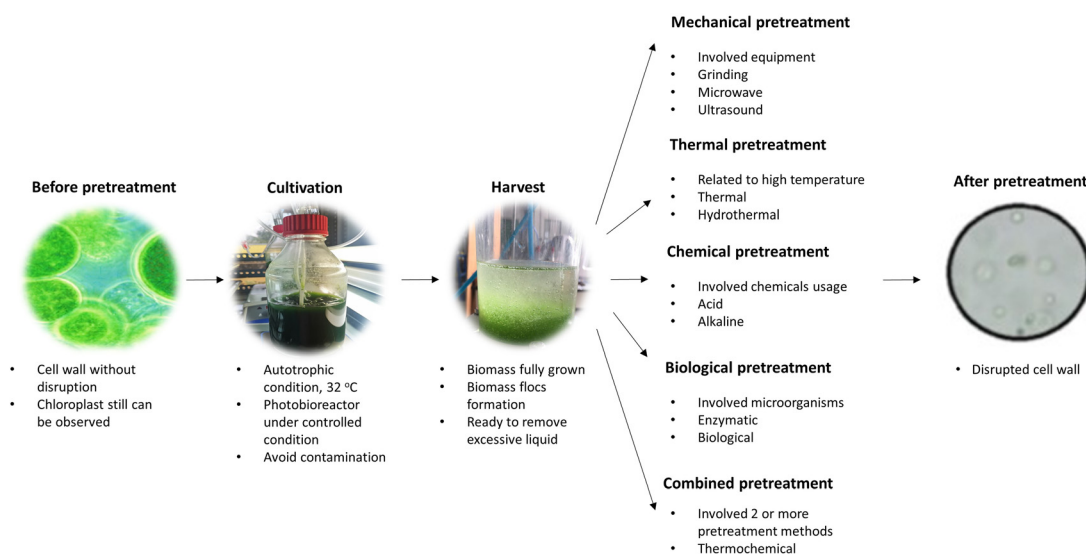 Before pretreatment
Cell wall without
disruption
Chloroplast still can
be observed
Cultivation
Autotrophic
condition, 32 °C
Photobioreactor
under controlled
condition
Avoid contamination
Harvest
Biomass fully grown
Biomass flocs
formation
Ready to remove
excessive liquid
Mechanical pretreatment
Involved equipment
Grinding
Microwave
Ultrasound
Thermal pretreatment
Related to high temperature
Thermal
Hydrothermal
Chemical pretreatment
Involved chemicals usage
Acid
Alkaline
Biological pretreatment
Involved microorganisms
Enzymatic
Biological
Combined pretreatment
Involved 2 or more
pretreatment methods
Thermochemical
After pretreatment
Disrupted cell wall